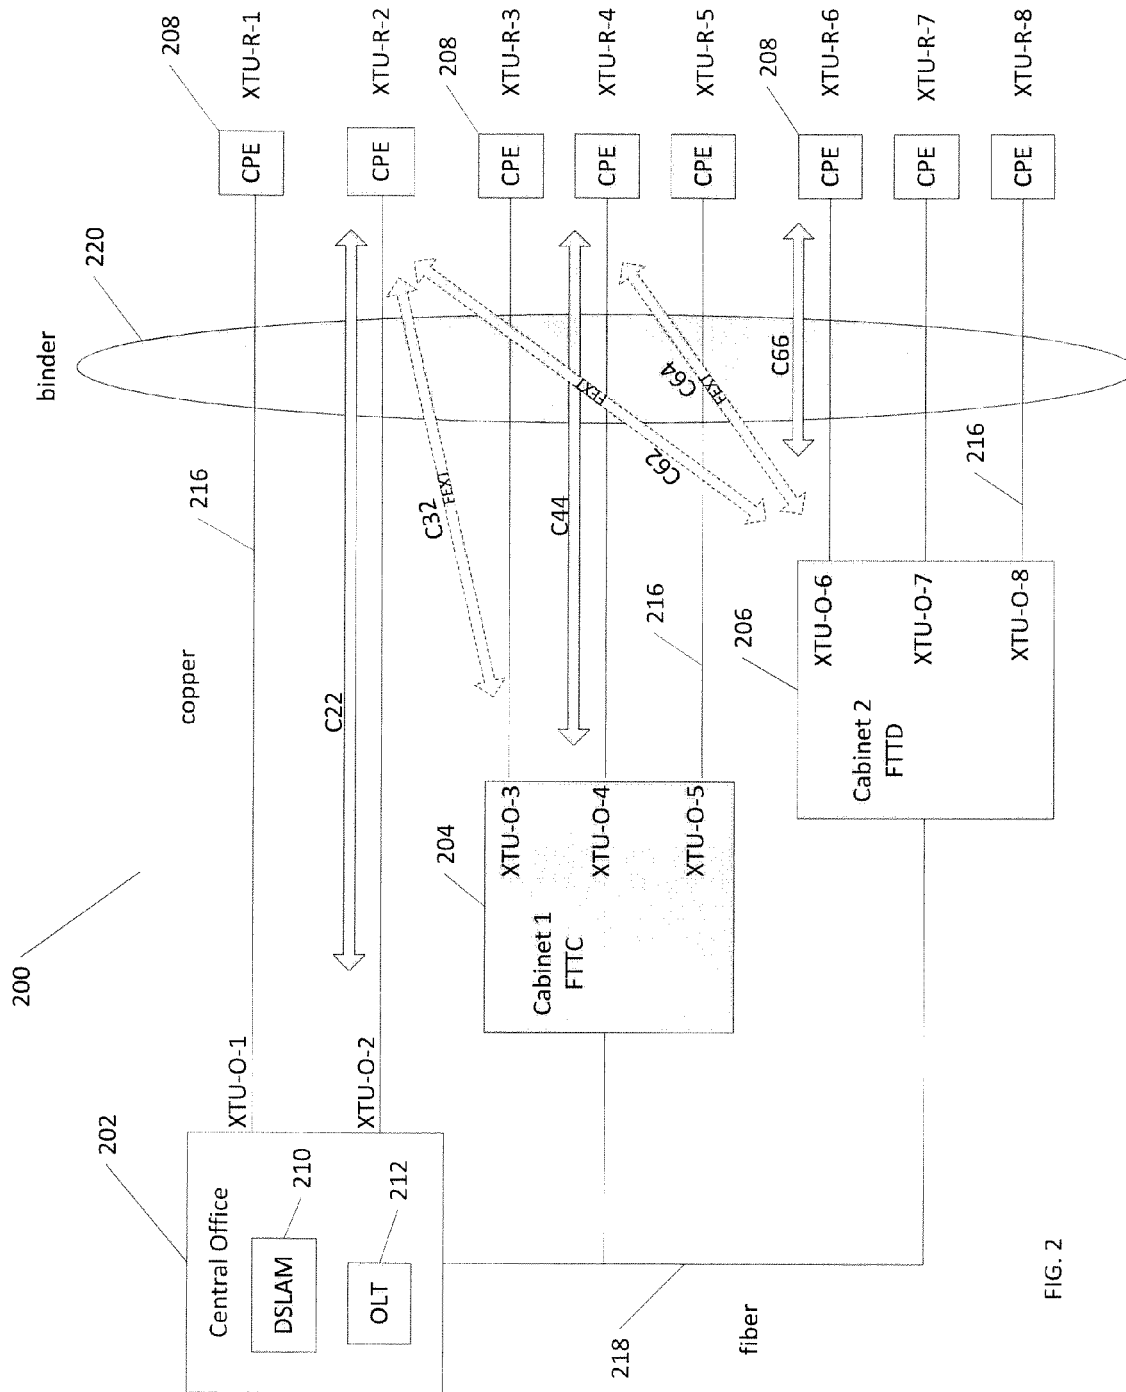 200
copper
binder
fiber
202
Central Office
DSLAM
210
OLT
212
XTU-O-1
XTU-O-2
216
220
208
CPE
XTU-R-1
CPE
XTU-R-2
C22
204
Cabinet 1
FTTC
XTU-O-3
XTU-O-4
XTU-O-5
C32
FEXT
C44
216
208
CPE
XTU-R-3
CPE
XTU-R-4
CPE
XTU-R-5
C62
FEXT
C64
FEXT
C66
206
Cabinet 2
FTTD
XTU-O-6
XTU-O-7
XTU-O-8
216
208
CPE
XTU-R-6
CPE
XTU-R-7
CPE
XTU-R-8
218
FIG. 2